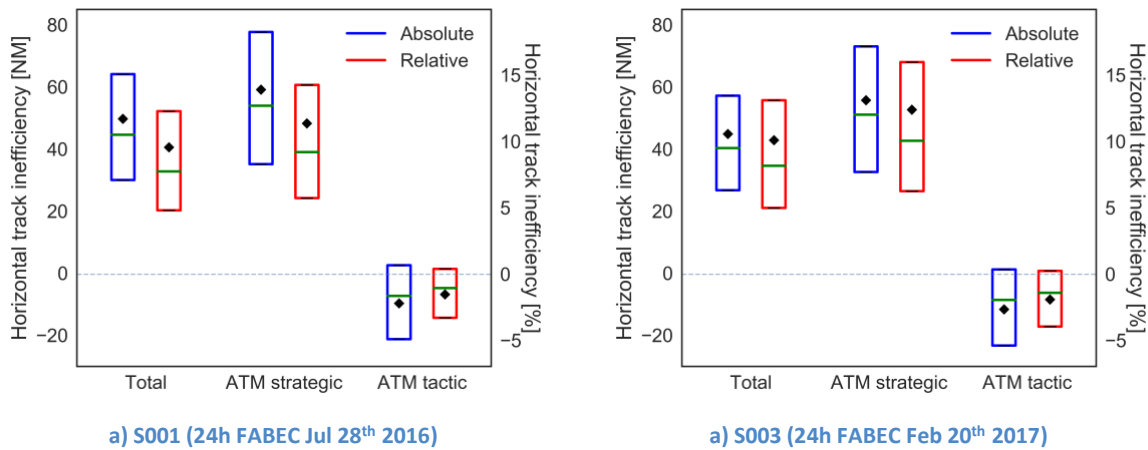 80
60
40
20
0
−20
Horizontal track inefficiency [NM]
Absolute
Relative
15
10
5
0
−5
Horizontal track inefficiency [%]
Total
ATM strategic
ATM tactic
a) S001 (24h FABEC Jul 28th 2016)
80
60
40
20
0
−20
Horizontal track inefficiency [NM]
Absolute
Relative
15
10
5
0
−5
Horizontal track inefficiency [%]
Total
ATM strategic
ATM tactic
a) S003 (24h FABEC Feb 20th 2017)